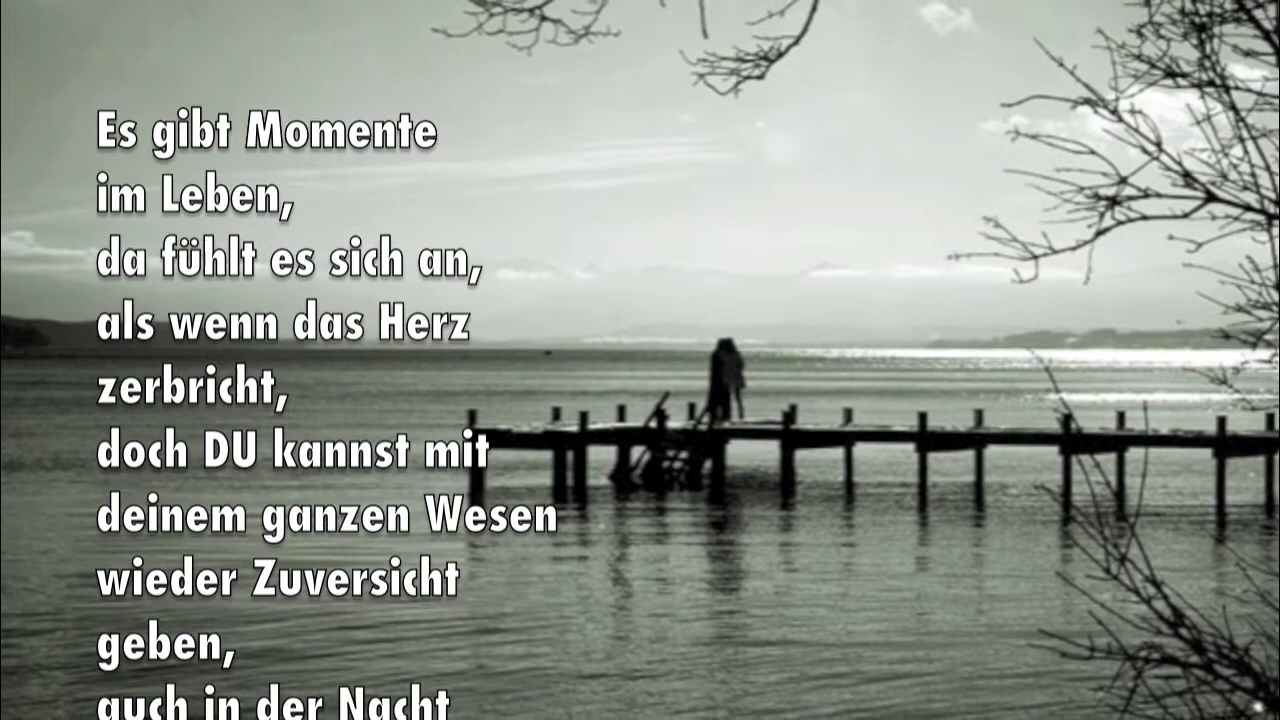 Es gibt Momente
im Leben,
da fühlt es sich an,
als wenn das Herz
zerbricht,
doch DU kannst mit
deinem ganzen Wesen
wieder Zuversicht
geben,
auch in der Nacht